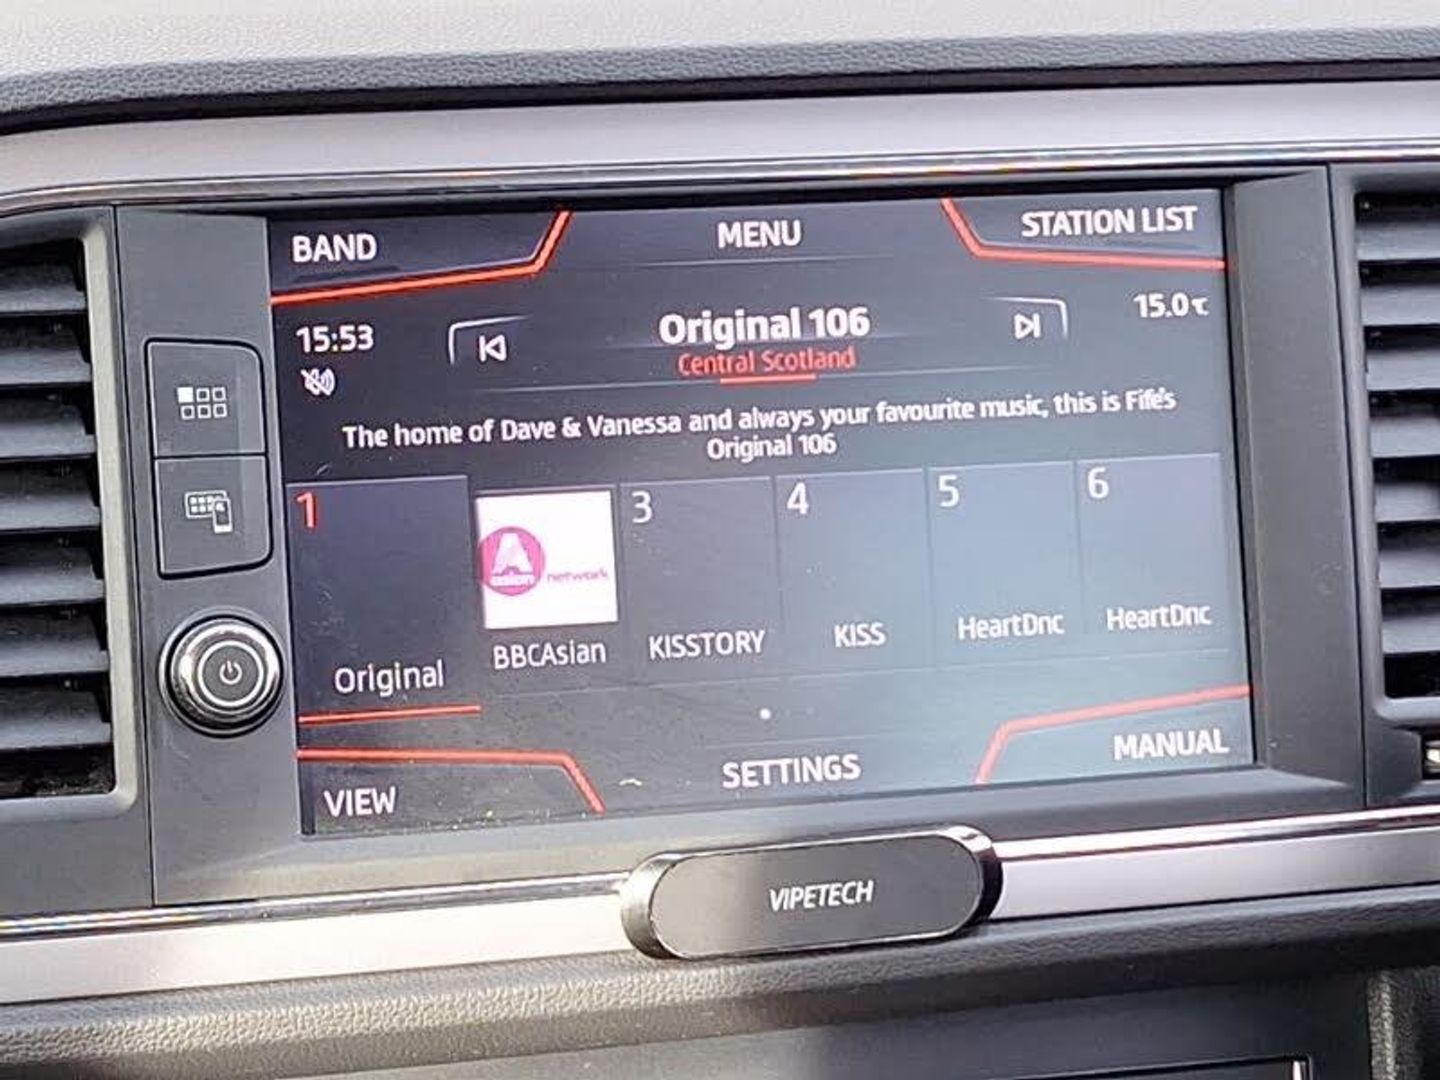 BAND
MENU
STATION LIST
15:53
Original 106
15.0℃
Central Scotland
The home of Dave & Vanessa and always your favourite music, this is Fife's
Original 106
1
3
4
5
6
A
asian network
Original
BBCAsian
KISSTORY
KISS
HeartDnc
HeartDnc
VIEW
SETTINGS
MANUAL
VIPETECH